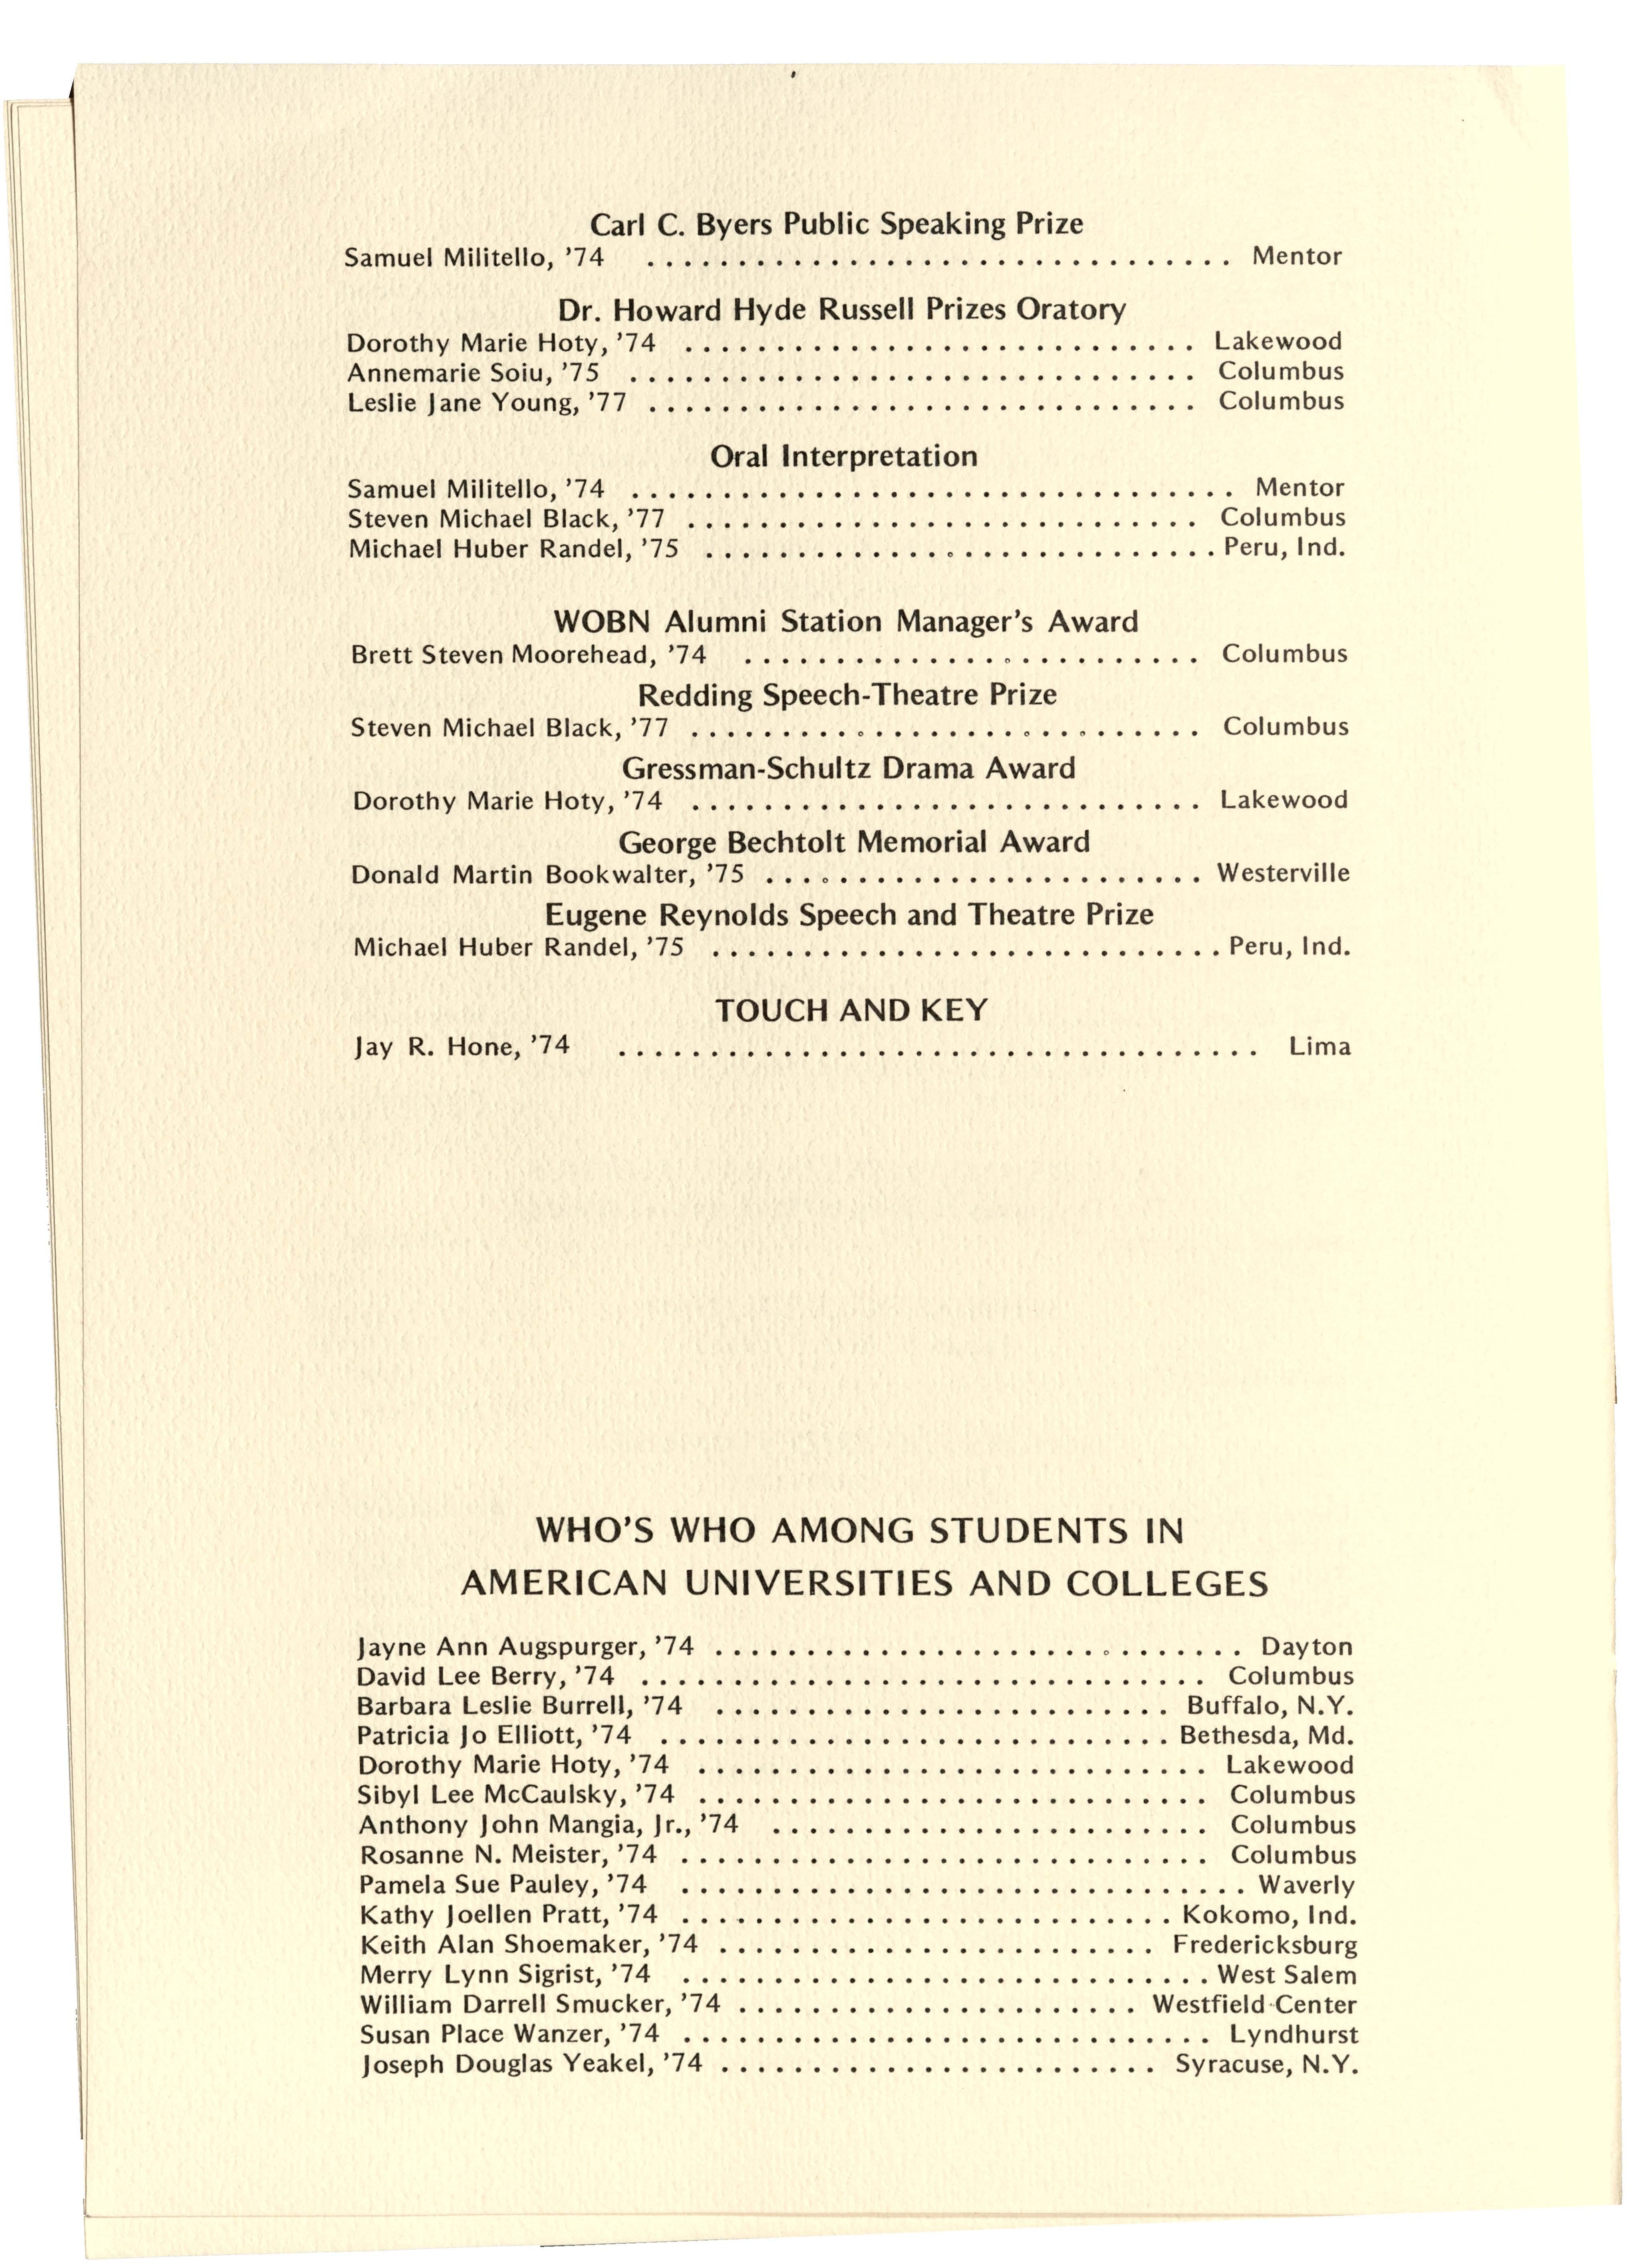 Carl C. Byers Public Speaking Prize
Samuel Militello, ’74 ................................ Mentor
Dr. Howard Hyde Russell Prizes Oratory
Dorothy Marie Hoty, ’74 ............................ Lakewood
Annemarie Soiu, ’75 ............................... Columbus
Leslie Jane Young, ’77 .............................. Columbus
Oral Interpretation
Samuel Militello, ’74 ................................. Mentor
Steven Michael Black, ’77 ............................ Columbus
Michael Huber Randel, ’75 ............................ Peru, Ind.
WOBN Alumni Station Manager’s Award
Brett Steven Moorehead, ’74 ......................... Columbus
Redding Speech-Theatre Prize
Steven Michael Black, ’77 ............................ Columbus
Gressman-Schultz Drama Award
Dorothy Marie Hoty, ’74 ............................ Lakewood
George Bechtolt Memorial Award
Donald Martin Bookwalter, ’75 ........................ Westerville
Eugene Reynolds Speech and Theatre Prize
Michael Huber Randel, ’75 ............................ Peru, Ind.
TOUCH AND KEY
Jay R. Hone, ’74 ................................... Lima
WHO’S WHO AMONG STUDENTS IN
AMERICAN UNIVERSITIES AND COLLEGES
Jayne Ann Augspurger, ’74 ............................. Dayton
David Lee Berry, ’74 ............................... Columbus
Barbara Leslie Burrell, ’74 ......................... Buffalo, N.Y.
Patricia Jo Elliott, ’74 ............................ Bethesda, Md.
Dorothy Marie Hoty, ’74 ............................ Lakewood
Sibyl Lee McCaulsky, ’74 ............................ Columbus
Anthony John Mangia, Jr., ’74 ........................ Columbus
Rosanne N. Meister, ’74 ............................. Columbus
Pamela Sue Pauley, ’74 ............................... Waverly
Kathy Joellen Pratt, ’74 ........................... Kokomo, Ind.
Keith Alan Shoemaker, ’74 ........................ Fredericksburg
Merry Lynn Sigrist, ’74 ............................. West Salem
William Darrell Smucker, ’74 ...................... Westfield Center
Susan Place Wanzer, ’74 ............................. Lyndhurst
Joseph Douglas Yeakel, ’74 ........................ Syracuse, N.Y.